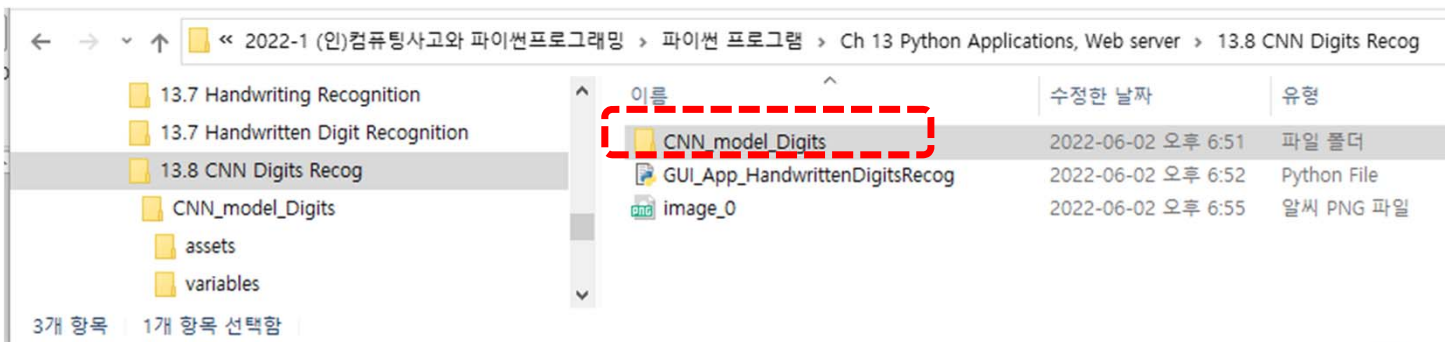 « 2022-1 (인)컴퓨팅사고와 파이썬프로그래밍 › 파이썬 프로그램 › Ch 13 Python Applications, Web server › 13.8 CNN Digits Recog
13.7 Handwriting Recognition
13.7 Handwritten Digit Recognition
13.8 CNN Digits Recog
CNN_model_Digits
assets
variables
이름 수정한 날짜 유형
CNN_model_Digits 2022-06-02 오후 6:51 파일 폴더
GUI_App_HandwrittenDigitsRecog 2022-06-02 오후 6:52 Python File
image_0 2022-06-02 오후 6:55 알씨 PNG 파일
3개 항목 1개 항목 선택함